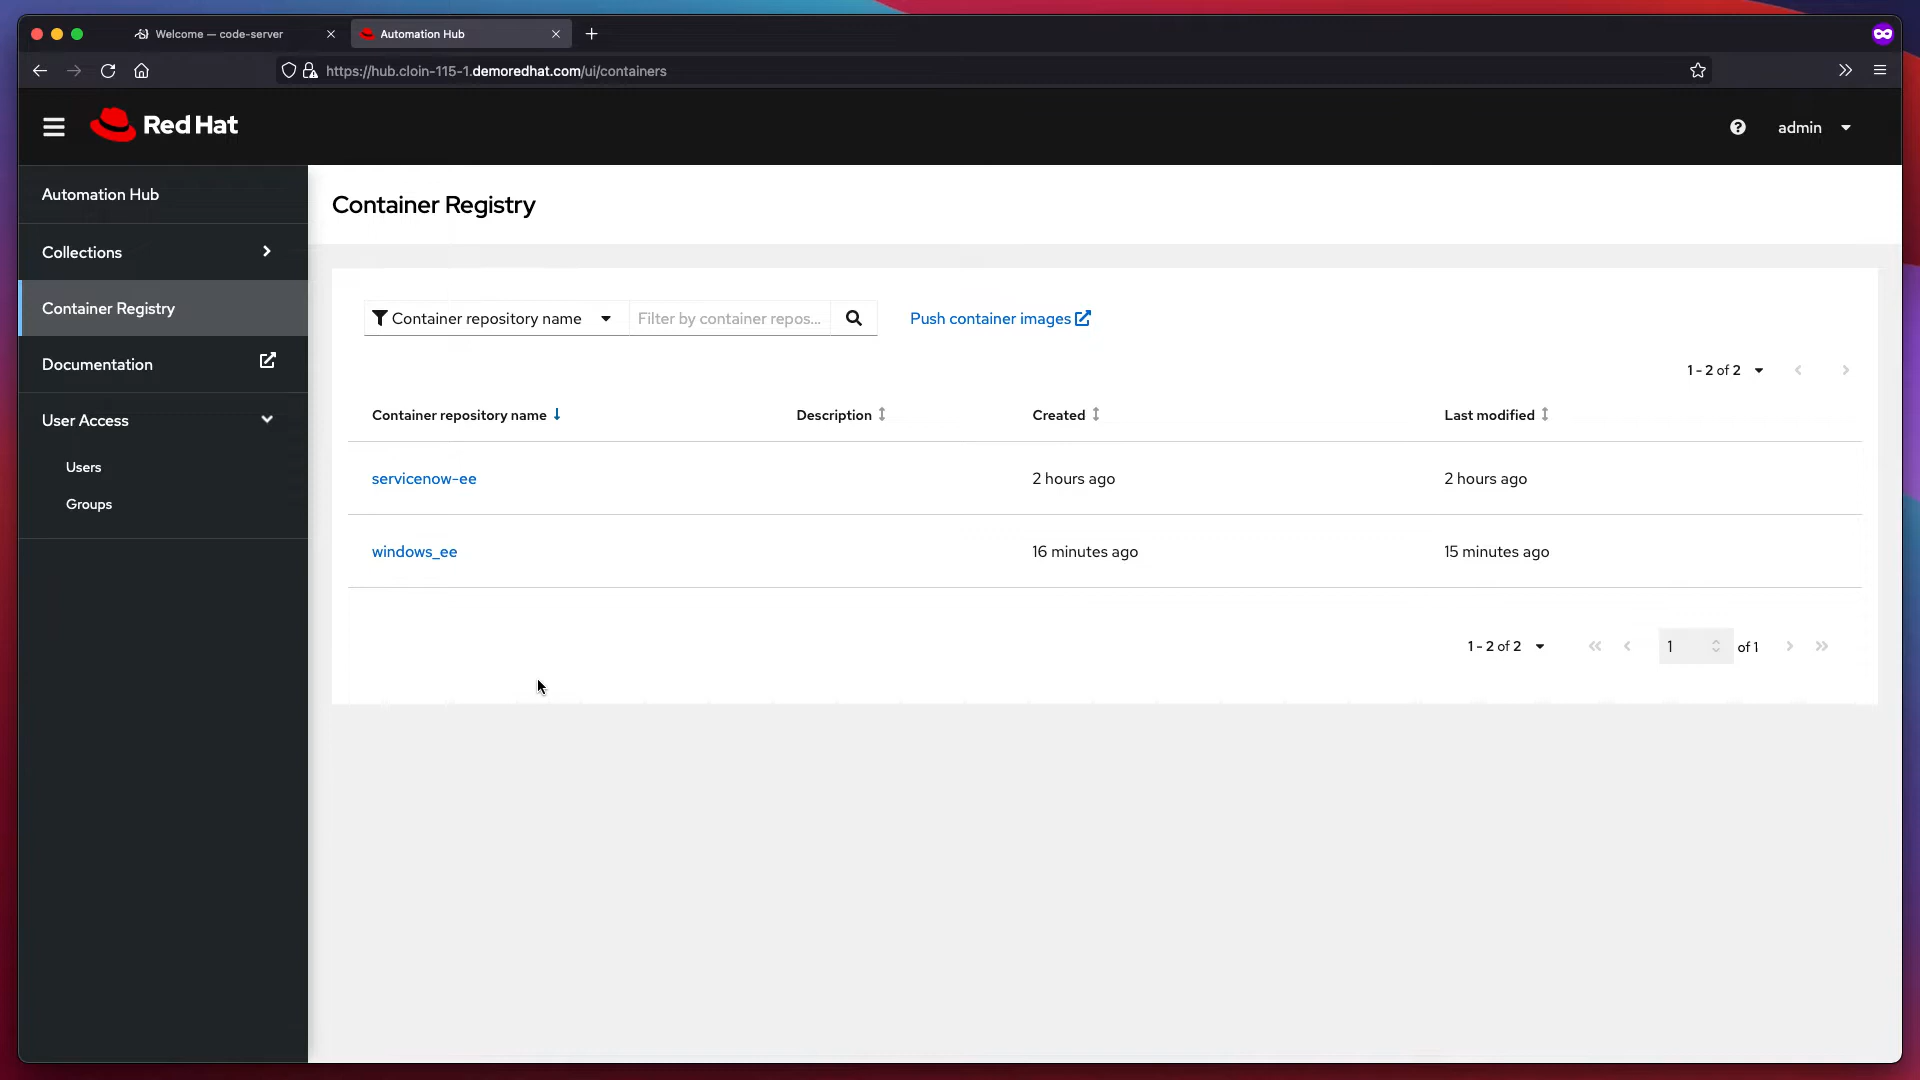 Welcome — code-server
Automation Hub
https://hub.cloin-115-1.demoredhat.com/ui/containers
Red Hat
admin
Automation Hub
Collections
Container Registry
Documentation
User Access
Users
Groups
Container Registry
Container repository name
Filter by container repos...
Push container images
1 - 2 of 2
Container repository name Description Created Last modified
servicenow-ee 2 hours ago 2 hours ago
windows_ee 16 minutes ago 15 minutes ago
1 - 2 of 2 1 of 1